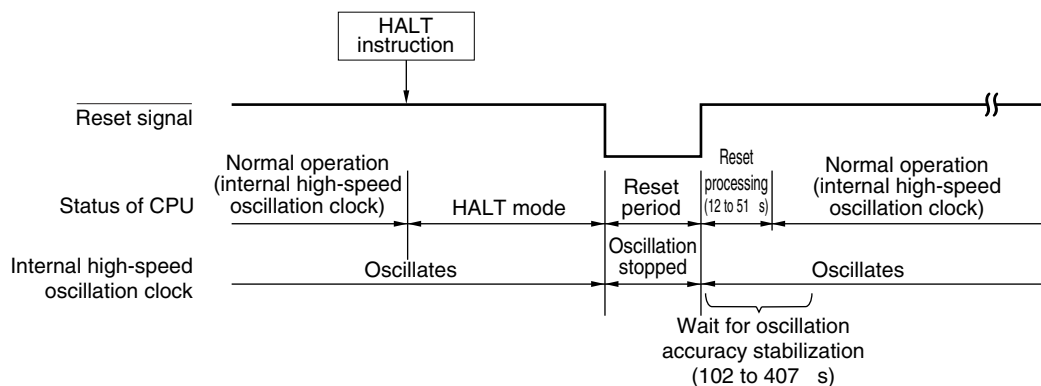 HALT
instruction
Reset signal
Normal operation
(internal high-speed
oscillation clock)
Status of CPU
HALT mode
Reset
period
Reset
processing
(12 to 51 s)
Normal operation
(internal high-speed
oscillation clock)
Internal high-speed
oscillation clock
Oscillates
Oscillation
stopped
Oscillates
Wait for oscillation
accuracy stabilization
(102 to 407 s)